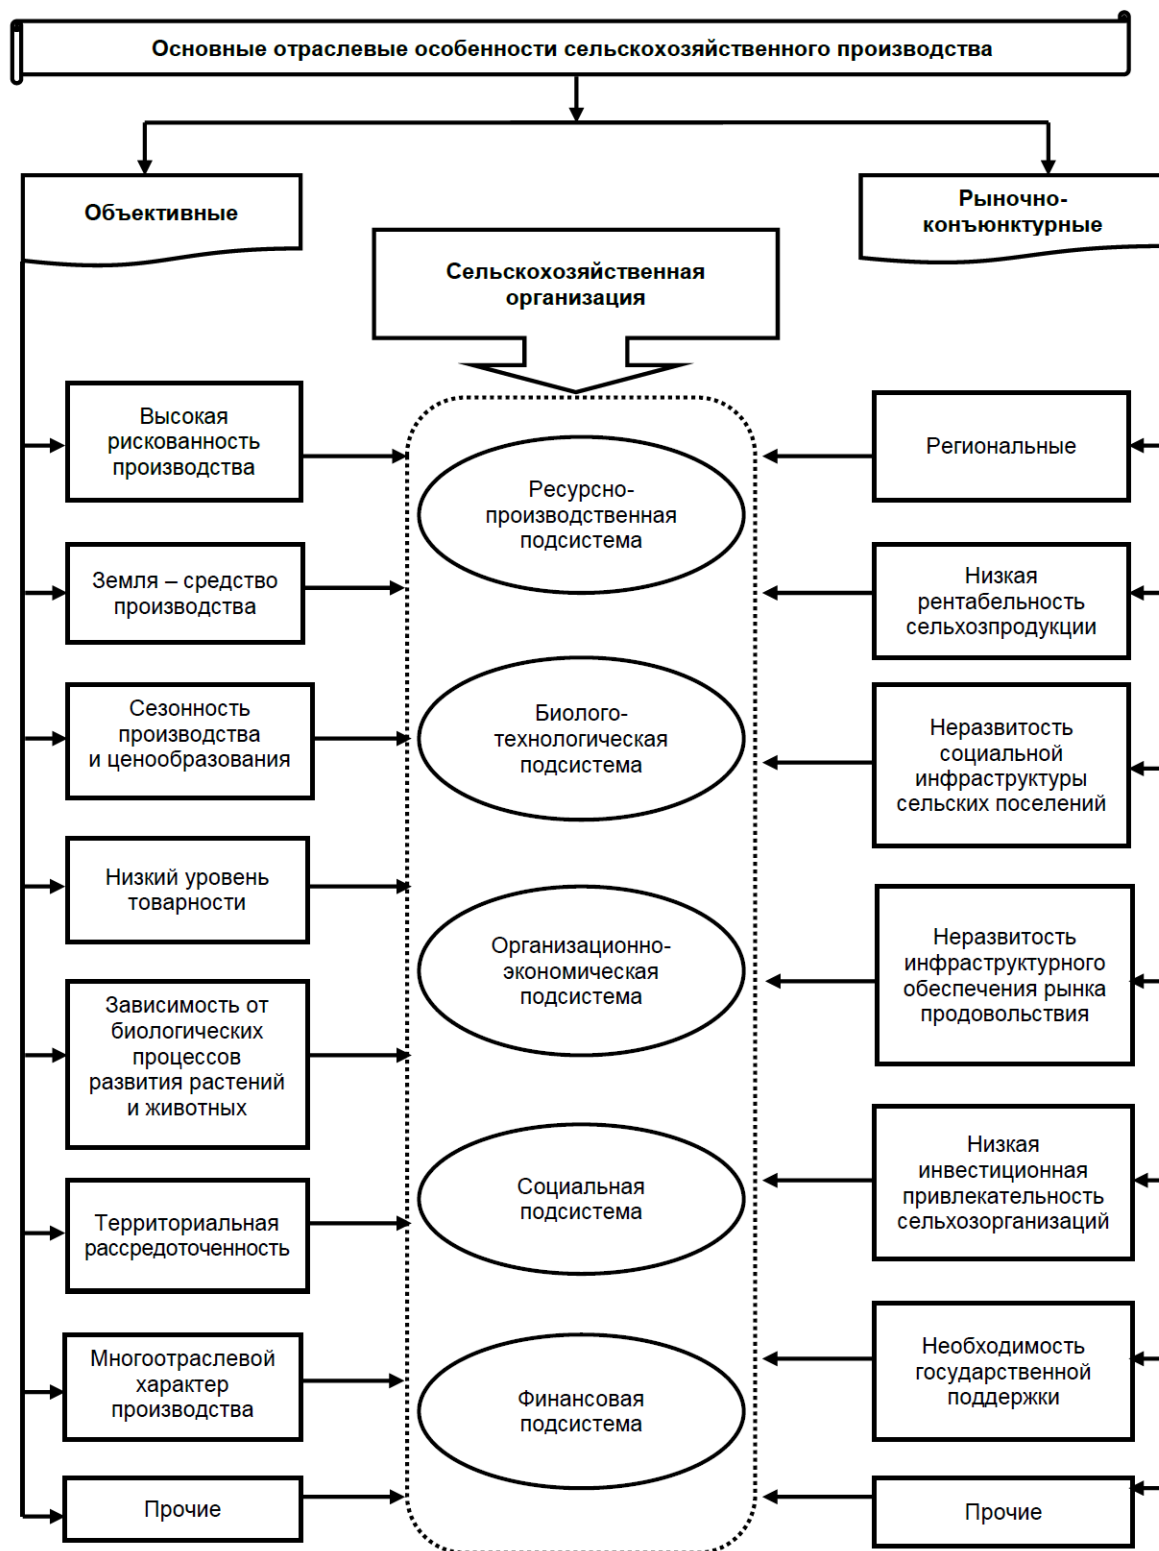 Основные отраслевые особенности сельскохозяйственного производства
Объективные
Рыночно-
конъюнктурные
Сельскохозяйственная
организация
Высокая
рискованность
производства
Земля – средство
производства
Сезонность
производства
и ценообразования
Низкий уровень
товарности
Зависимость от
биологических
процессов
развития растений
и животных
Территориальная
рассредоточенность
Многоотраслевой
характер
производства
Прочие
Ресурсно-
производственная
подсистема
Биолого-
технологическая
подсистема
Организационно-
экономическая
подсистема
Социальная
подсистема
Финансовая
подсистема
Региональные
Низкая
рентабельность
сельхозпродукции
Неразвитость
социальной
инфраструктуры
сельских поселений
Неразвитость
инфраструктурного
обеспечения рынка
продовольствия
Низкая
инвестиционная
привлекательность
сельхозорганизаций
Необходимость
государственной
поддержки
Прочие